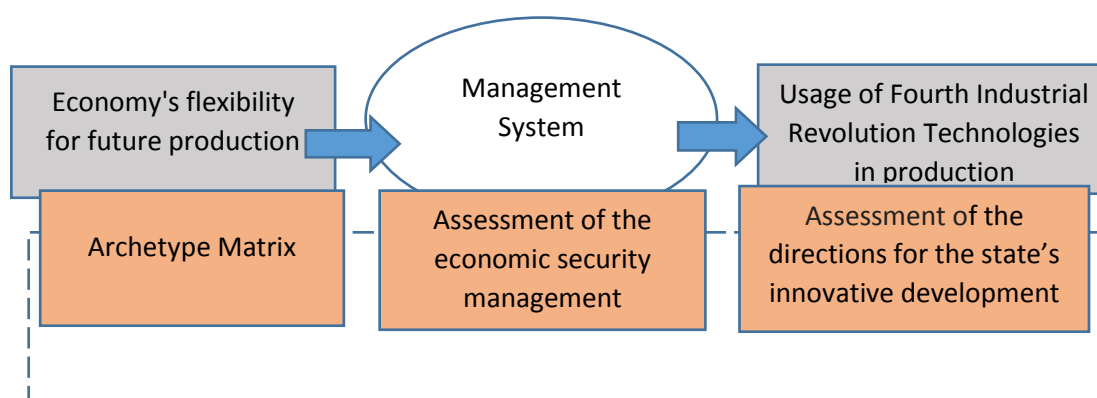 Economy's flexibility
for future production
Management
System
Usage of Fourth Industrial
Revolution Technologies
in production
Archetype Matrix
Assessment of the
economic security
management
Assessment of the
directions for the state’s
innovative development